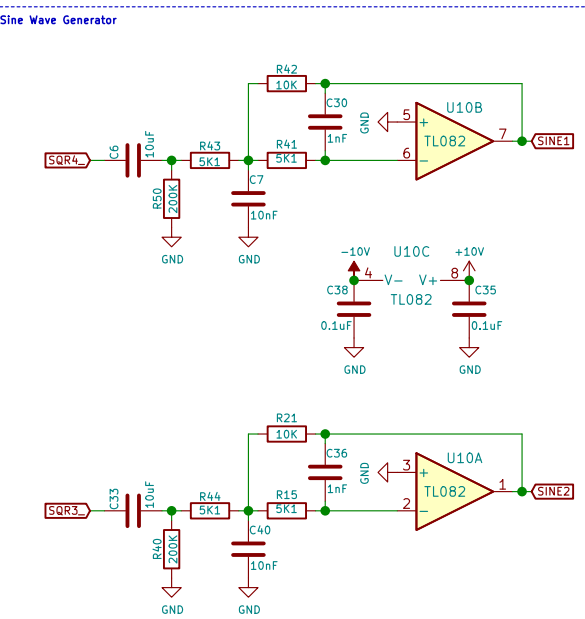 Sine Wave Generator
R42
10K
C30
1nF
GND
5
+
U10B
TL082
7
SINE1
6
−
SQR4_
C6
10uF
R43
5K1
R41
5K1
C7
10nF
R50
200K
GND
GND
-10V
U10C
+10V
4
V-
V+
8
C38
TL082
C35
0.1uF
0.1uF
GND
GND
R21
10K
C36
1nF
GND
3
+
U10A
TL082
1
SINE2
2
−
SQR3_
C33
10uF
R44
5K1
R15
5K1
C40
10nF
R40
200K
GND
GND